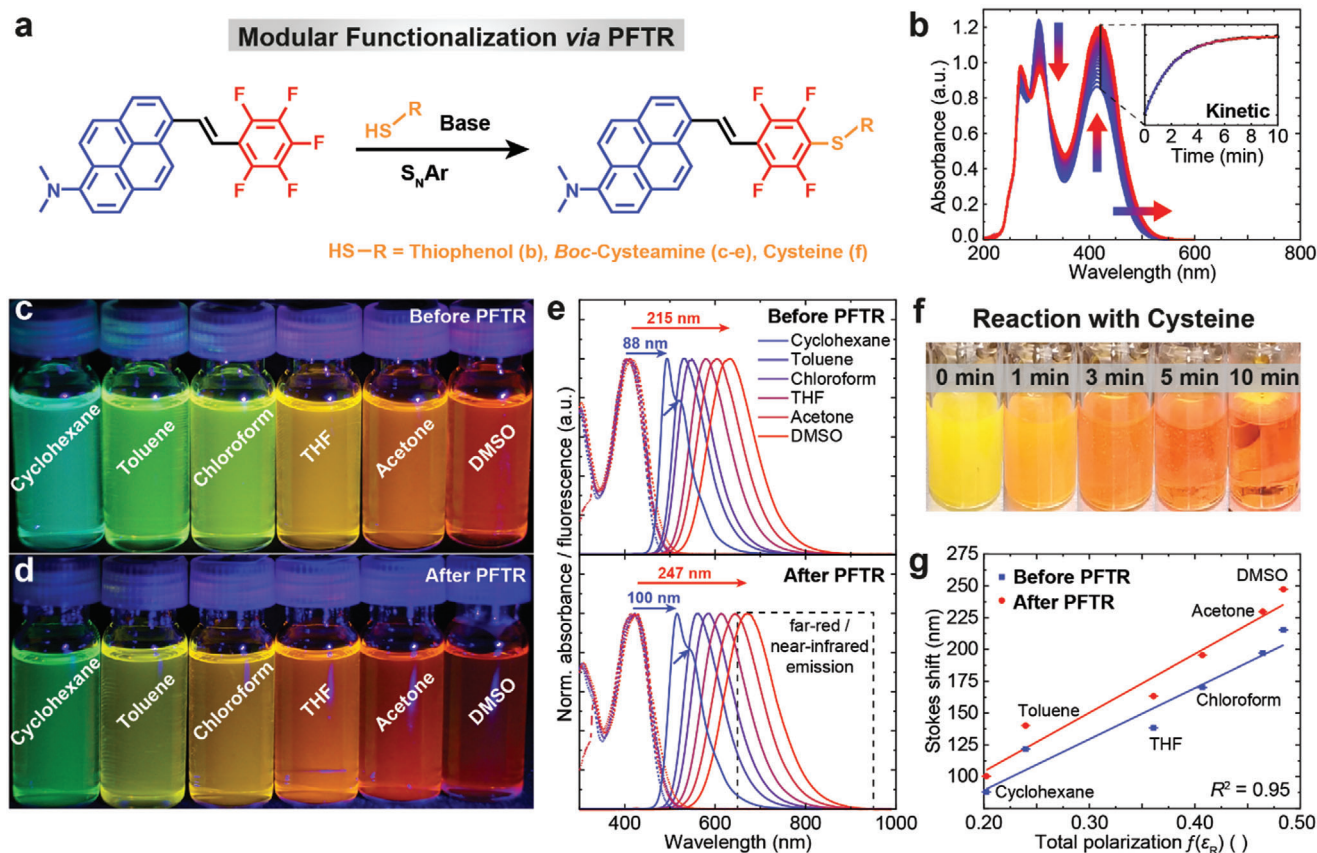 a
Modular Functionalization via PFTR
F
F
F
F
F
N
HS
R
Base
SNAr
F
F
F
F
S
R
N
HS–R = Thiophenol (b), Boc-Cysteamine (c-e), Cysteine (f)
b
Absorbance (a.u.)
1.2
1.0
0.8
0.6
0.4
0.2
0.0
200
400
600
800
Wavelength (nm)
Kinetic
0
5
10
Time (min)
c
Before PFTR
Cyclohexane
Toluene
Chloroform
THF
Acetone
DMSO
d
After PFTR
Cyclohexane
Toluene
Chloroform
THF
Acetone
DMSO
e
Norm. absorbance / fluorescence (a.u.)
215 nm
88 nm
Before PFTR
Cyclohexane
Toluene
Chloroform
THF
Acetone
DMSO
247 nm
100 nm
After PFTR
far-red /
near-infrared
emission
400
600
800
1000
Wavelength (nm)
f
Reaction with Cysteine
0 min
1 min
3 min
5 min
10 min
g
Stokes shift (nm)
275
250
225
200
175
150
125
100
Before PFTR
After PFTR
DMSO
Acetone
Toluene
Chloroform
THF
Cyclohexane
R² = 0.95
0.20
0.30
0.40
0.50
Total polarization f(εR) ( )